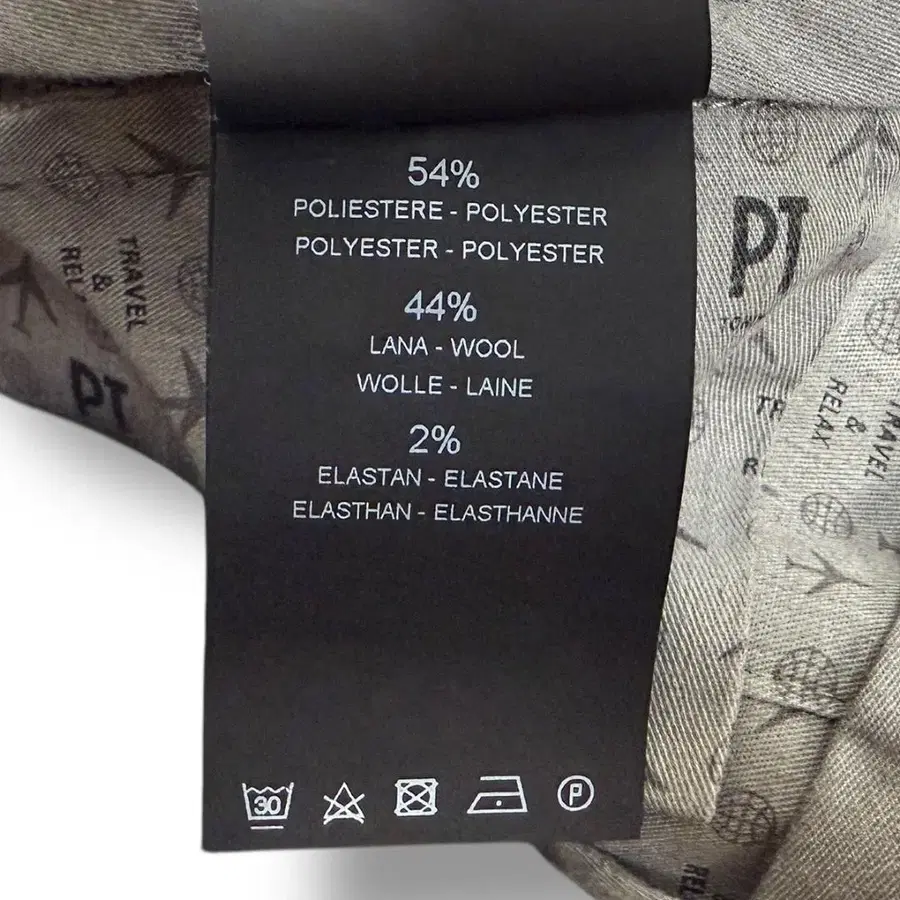 54%
POLIESTERE - POLYESTER
POLYESTER - POLYESTER
44%
LANA - WOOL
WOLLE - LAINE
2%
ELASTAN - ELASTANE
ELASTHAN - ELASTHANNE
30
P
TRAVEL
&
PT
PT
RELAX
&
TRAVEL